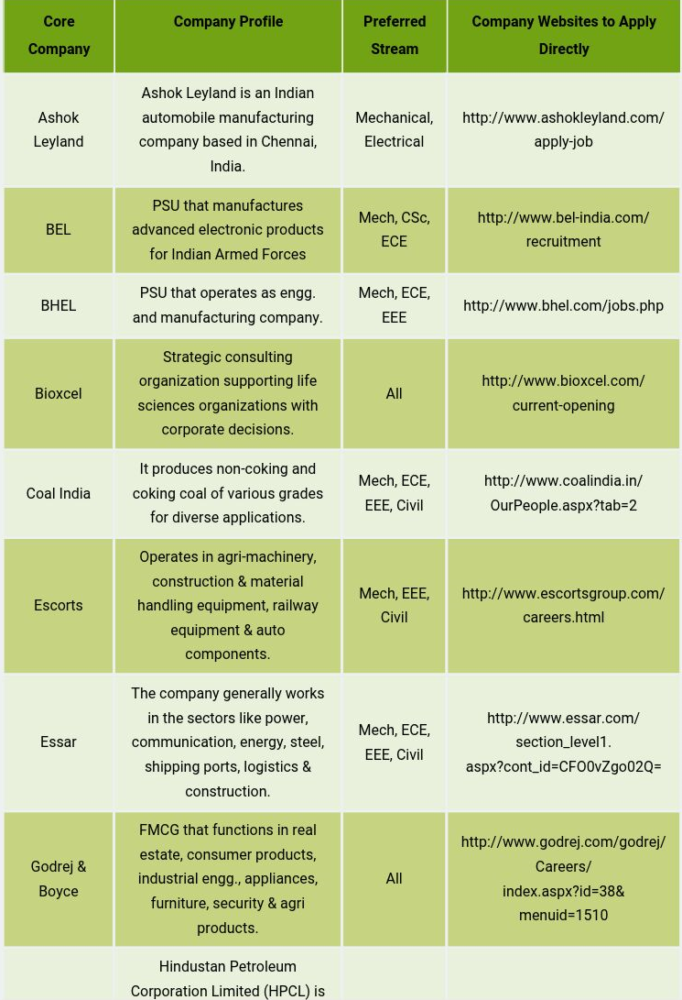 Core
Company
Company Profile
Preferred
Stream
Company Websites to Apply
Directly
Ashok
Leyland
Ashok Leyland is an Indian
automobile manufacturing
company based in Chennai,
India.
Mechanical,
Electrical
http://www.ashokleyland.com/
apply-job
BEL
PSU that manufactures
advanced electronic products
for Indian Armed Forces
Mech, CSc,
ECE
http://www.bel-india.com/
recruitment
BHEL
PSU that operates as engg.
and manufacturing company.
Mech, ECE,
EEE
http://www.bhel.com/jobs.php
Bioxcel
Strategic consulting
organization supporting life
sciences organizations with
corporate decisions.
All
http://www.bioxcel.com/
current-opening
Coal India
It produces non-coking and
coking coal of various grades
for diverse applications.
Mech, ECE,
EEE, Civil
http://www.coalindia.in/
OurPeople.aspx?tab=2
Escorts
Operates in agri-machinery,
construction & material
handling equipment, railway
equipment & auto
components.
Mech, EEE,
Civil
http://www.escortsgroup.com/
careers.html
Essar
The company generally works
in the sectors like power,
communication, energy, steel,
shipping ports, logistics &
construction.
Mech, ECE,
EEE, Civil
http://www.essar.com/
section_level1.
aspx?cont_id=CFO0vZgo02Q=
Godrej &
Boyce
FMCG that functions in real
estate, consumer products,
industrial engg., appliances,
furniture, security & agri
products.
All
http://www.godrej.com/godrej/
Careers/
index.aspx?id=38&
menuid=1510
Hindustan Petroleum
Corporation Limited (HPCL) is